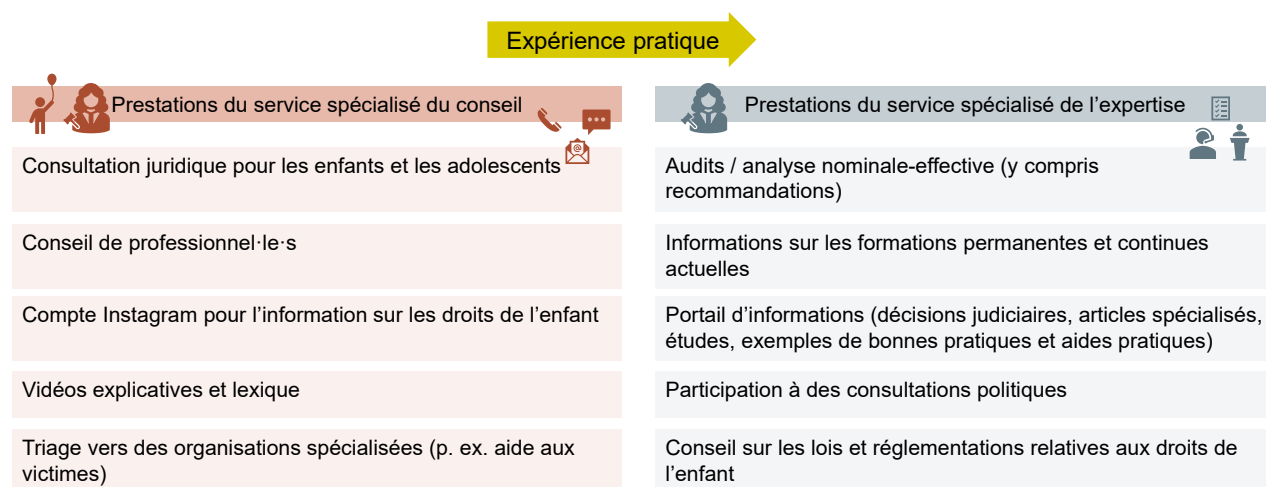 Expérience pratique
Prestations du service spécialisé du conseil
Consultation juridique pour les enfants et les adolescents
Conseil de professionnel·le·s
Compte Instagram pour l’information sur les droits de l’enfant
Vidéos explicatives et lexique
Triage vers des organisations spécialisées (p. ex. aide aux
victimes)
Prestations du service spécialisé de l’expertise
Audits / analyse nominale-effective (y compris
recommandations)
Informations sur les formations permanentes et continues
actuelles
Portail d’informations (décisions judiciaires, articles spécialisés,
études, exemples de bonnes pratiques et aides pratiques)
Participation à des consultations politiques
Conseil sur les lois et réglementations relatives aux droits de
l’enfant